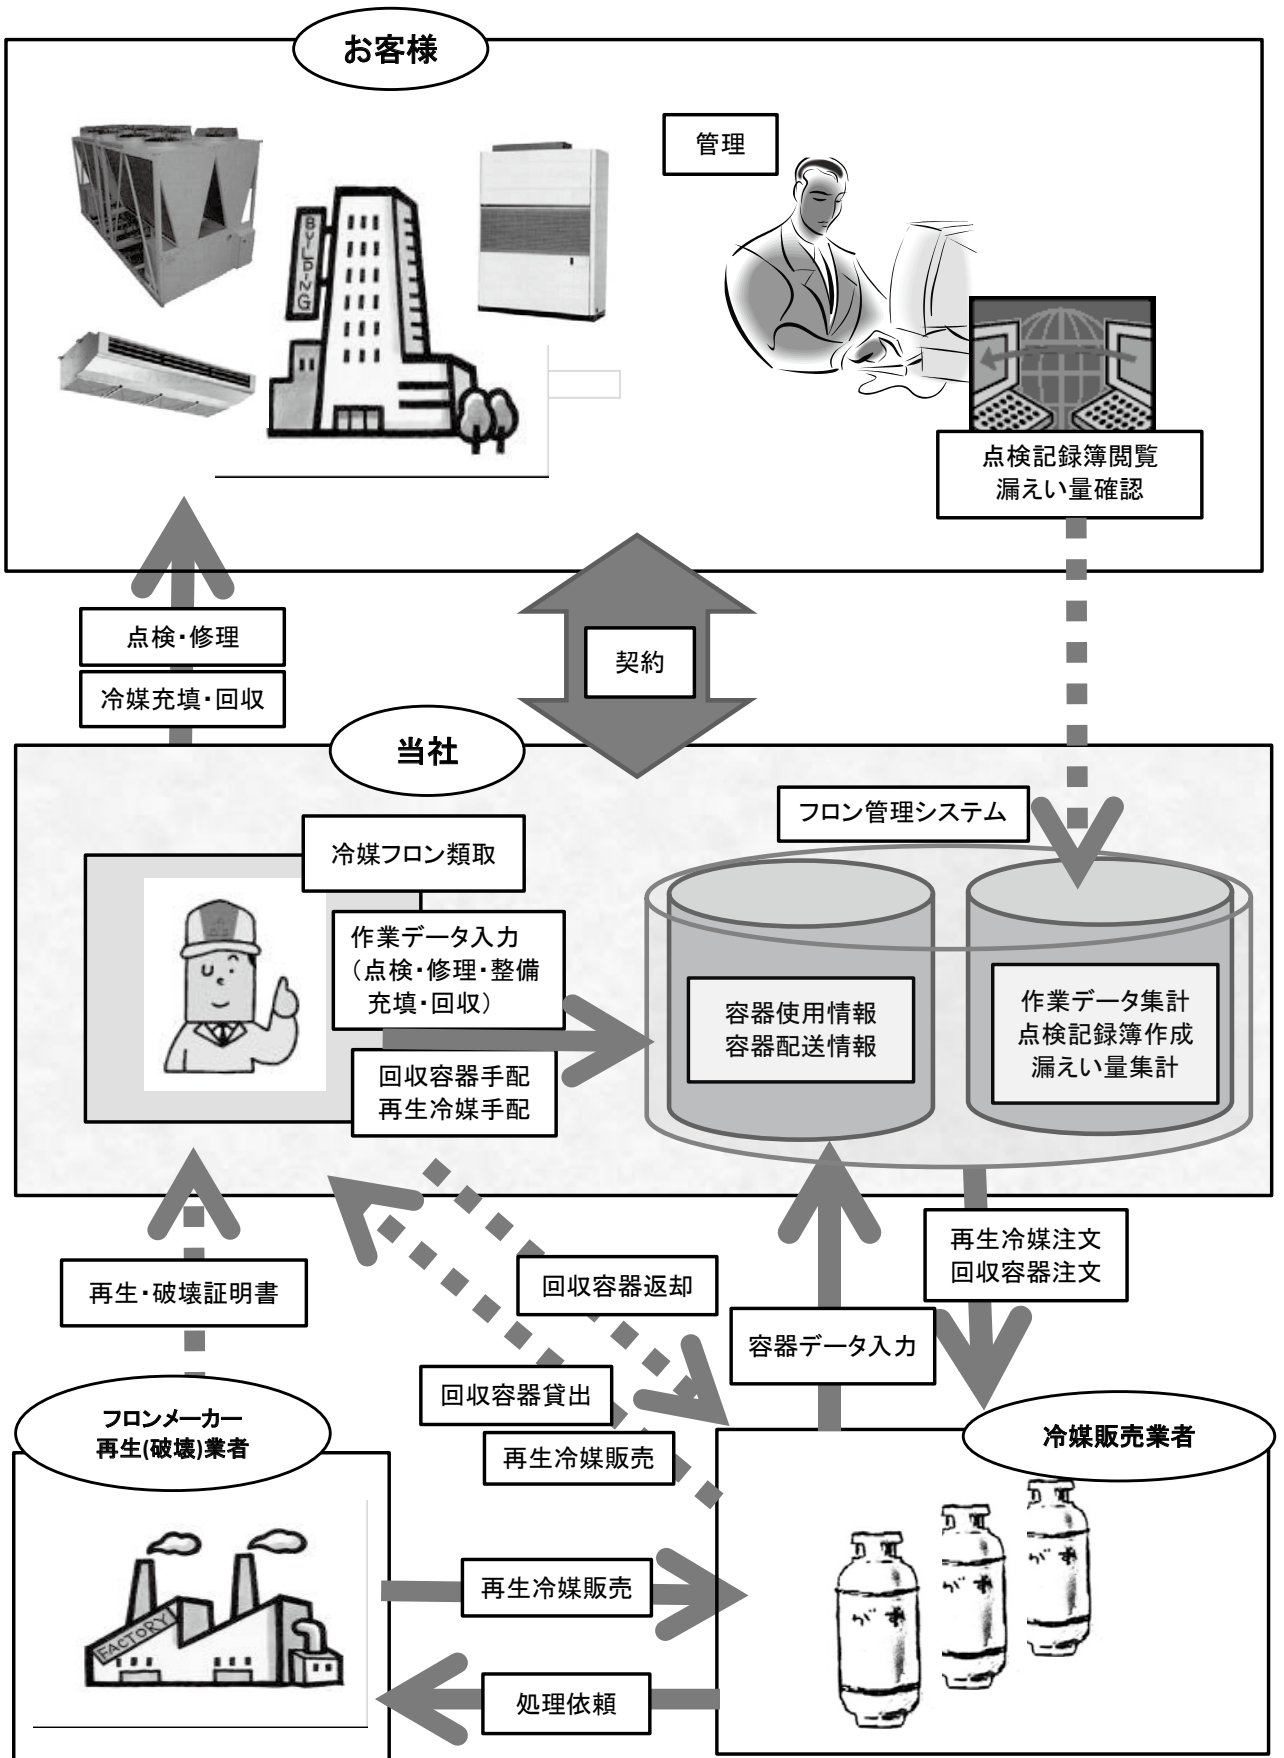 お客様
管理
BUILDING
点検記録簿閲覧
漏えい量確認
点検・修理
冷媒充填・回収
契約
当社
フロン管理システム
冷媒フロン類取
作業データ入力
（点検・修理・整備
充填・回収）
回収容器手配
再生冷媒手配
容器使用情報
容器配送情報
作業データ集計
点検記録簿作成
漏えい量集計
再生・破壊証明書
回収容器返却
回収容器貸出
再生冷媒販売
容器データ入力
再生冷媒注文
回収容器注文
フロンメーカー
再生(破壊)業者
冷媒販売業者
FACTORY
再生冷媒販売
処理依頼